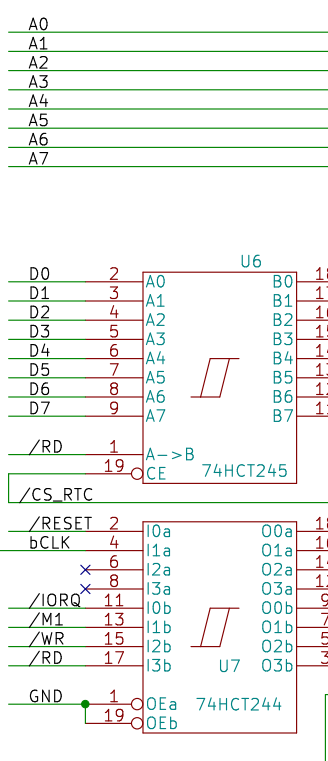 A0
A1
A2
A3
A4
A5
A6
A7
U6
D0 2 A0 B0
D1 3 A1 B1
D2 4 A2 B2
D3 5 A3 B3
D4 6 A4 B4
D5 7 A5 B5
D6 8 A6 B6
D7 9 A7 B7
/RD 1 A->B
19 CE 74HCT245
/CS_RTC
/RESET 2 I0a O0a
bCLK 4 I1a O1a
6 I2a O2a
8 I3a O3a
/IORQ 11 I0b O0b 9
/M1 13 I1b O1b 7
/WR 15 I2b O2b 5
/RD 17 I3b U7 O3b 3
GND 1 OEa 74HCT244
19 OEb